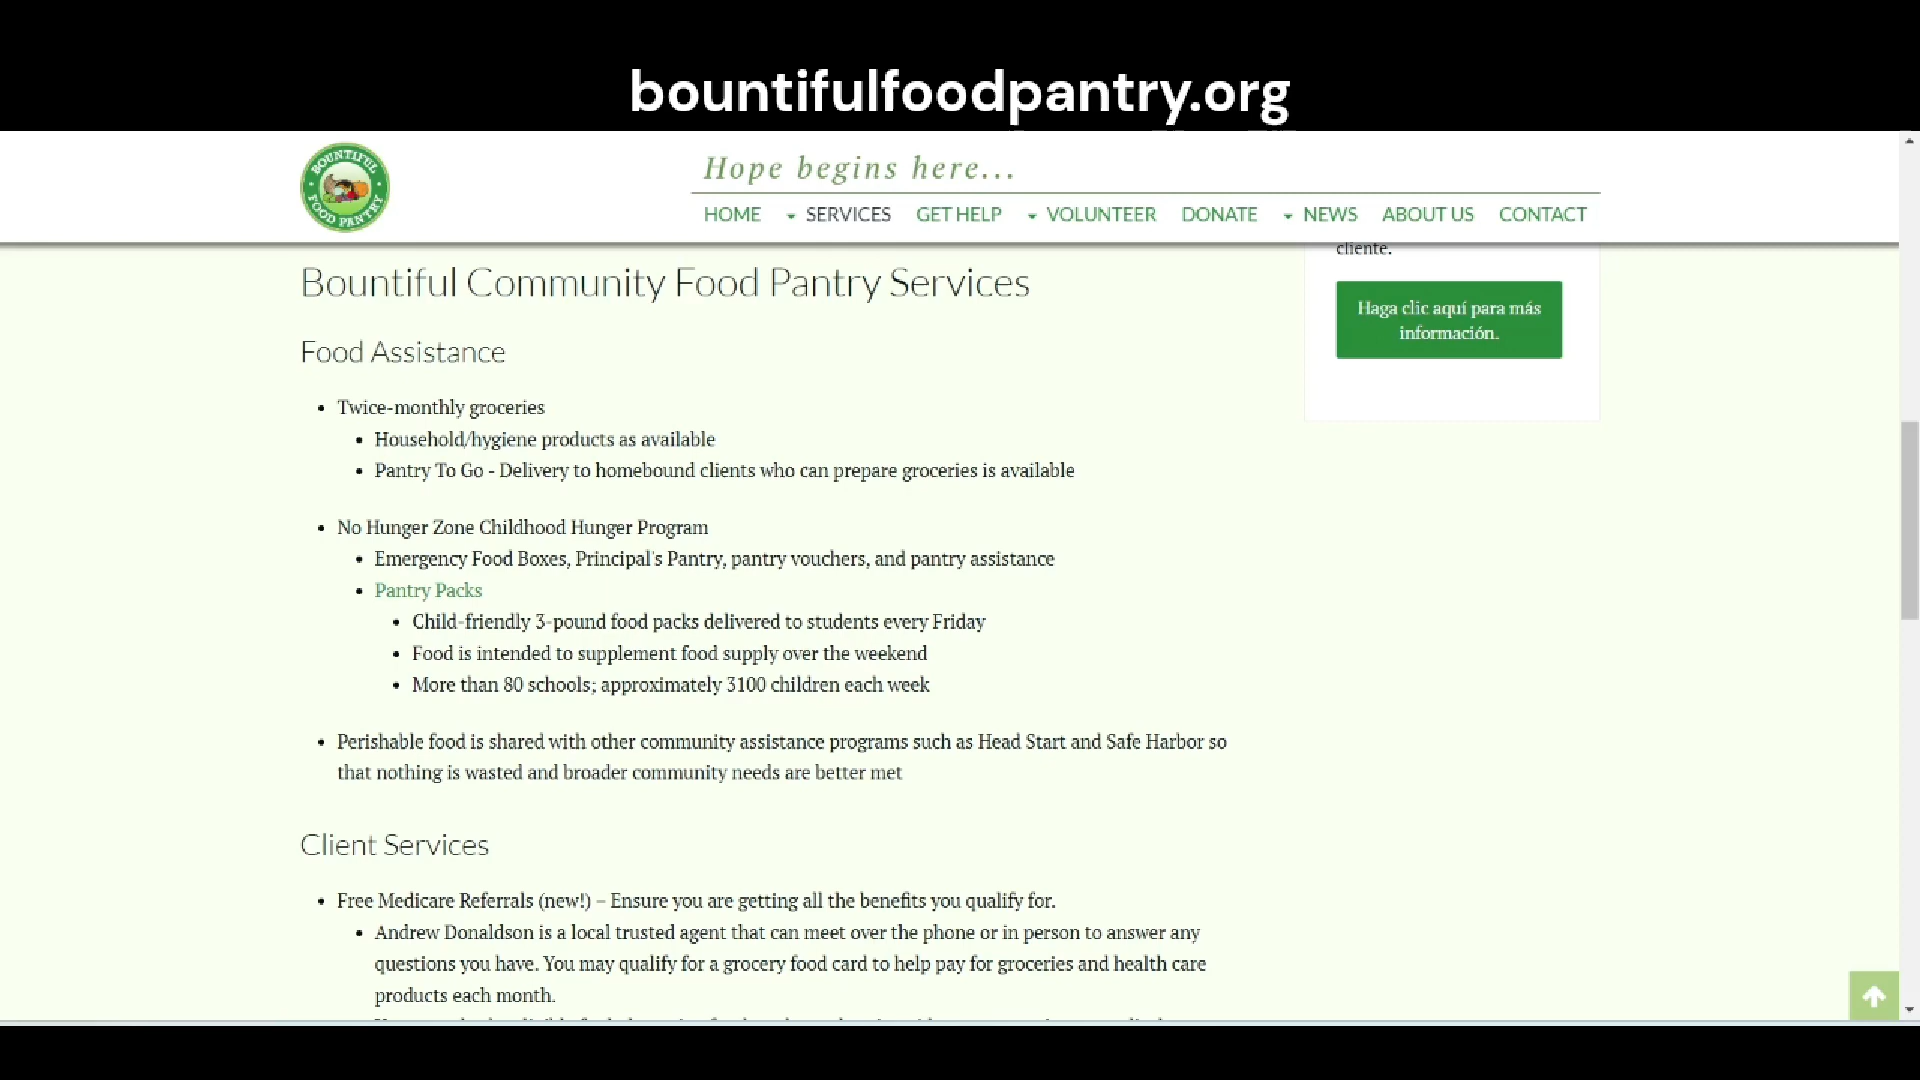 bountifulfoodpantry.org
BOUNTIFUL
FOOD PANTRY
Hope begins here...
HOME SERVICES GET HELP VOLUNTEER DONATE NEWS ABOUT US CONTACT
cliente.
Haga clic aquí para más
información.
Bountiful Community Food Pantry Services
Food Assistance
Twice-monthly groceries
Household/hygiene products as available
Pantry To Go - Delivery to homebound clients who can prepare groceries is available
No Hunger Zone Childhood Hunger Program
Emergency Food Boxes, Principal's Pantry, pantry vouchers, and pantry assistance
Pantry Packs
Child-friendly 3-pound food packs delivered to students every Friday
Food is intended to supplement food supply over the weekend
More than 80 schools; approximately 3100 children each week
Perishable food is shared with other community assistance programs such as Head Start and Safe Harbor so
that nothing is wasted and broader community needs are better met
Client Services
Free Medicare Referrals (new!) – Ensure you are getting all the benefits you qualify for.
Andrew Donaldson is a local trusted agent that can meet over the phone or in person to answer any
questions you have. You may qualify for a grocery food card to help pay for groceries and health care
products each month.